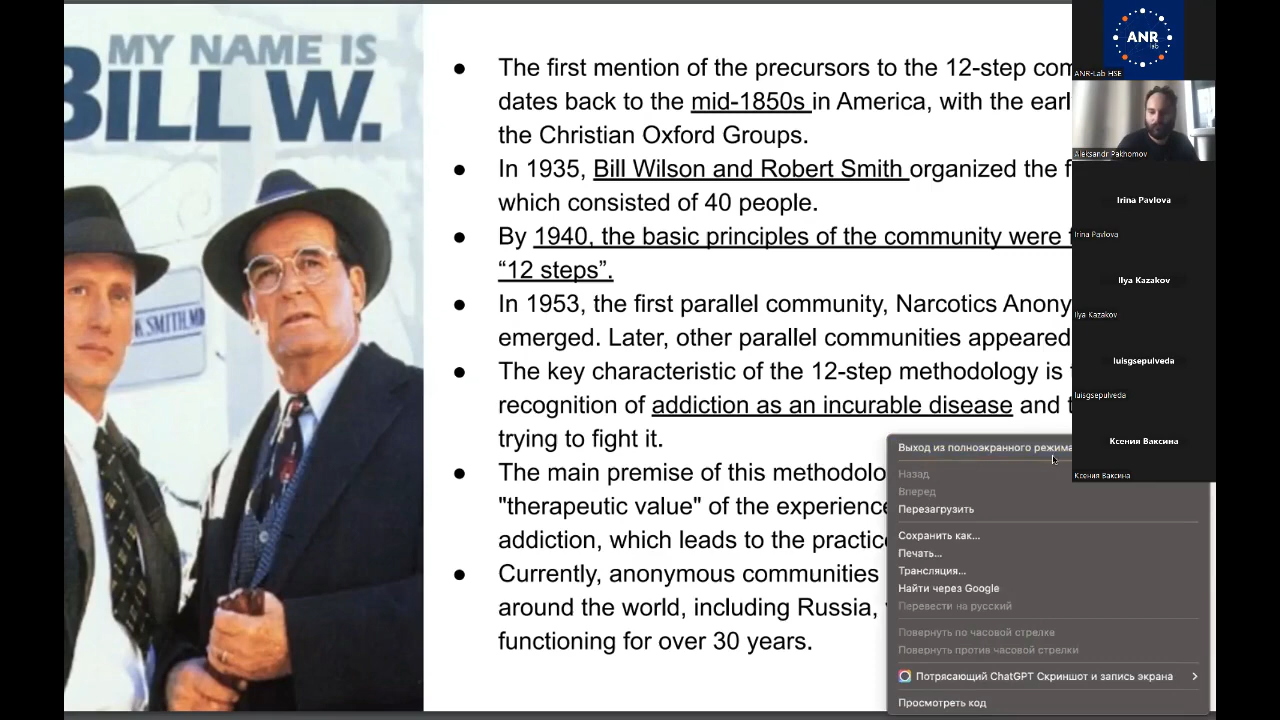 MY NAME IS
BILL W.
K SMITH, MD
● The first mention of the precursors to the 12-step com
dates back to the mid-1850s in America, with the earl
the Christian Oxford Groups.
● In 1935, Bill Wilson and Robert Smith organized the f
which consisted of 40 people.
● By 1940, the basic principles of the community were
“12 steps”.
● In 1953, the first parallel community, Narcotics Anony
emerged. Later, other parallel communities appeared
● The key characteristic of the 12-step methodology is
recognition of addiction as an incurable disease and
trying to fight it.
● The main premise of this methodolo
"therapeutic value" of the experience
addiction, which leads to the practice
● Currently, anonymous communities
around the world, including Russia,
functioning for over 30 years.
ANR
lab
ANR-Lab HSE
Aleksandr Pakhomov
Irina Pavlova
Irina Pavlova
Ilya Kazakov
Ilya Kazakov
luisgsepulveda
luisgsepulveda
Ксения Ваксина
Ксения Ваксина
Выход из полноэкранного режима
Назад
Вперед
Перезагрузить
Сохранить как...
Печать...
Трансляция...
Найти через Google
Перевести на русский
Повернуть по часовой стрелке
Повернуть против часовой стрелки
Потрясающий ChatGPT Скриншот и запись экрана
Просмотреть код